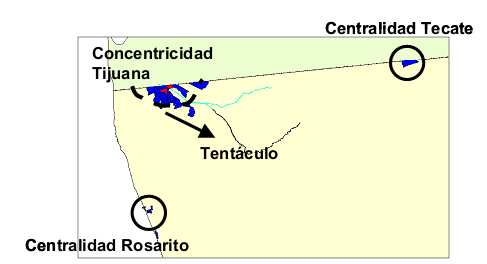 Centralidad Tecate
Concentricidad
Tijuana
Tentáculo
Centralidad Rosarito